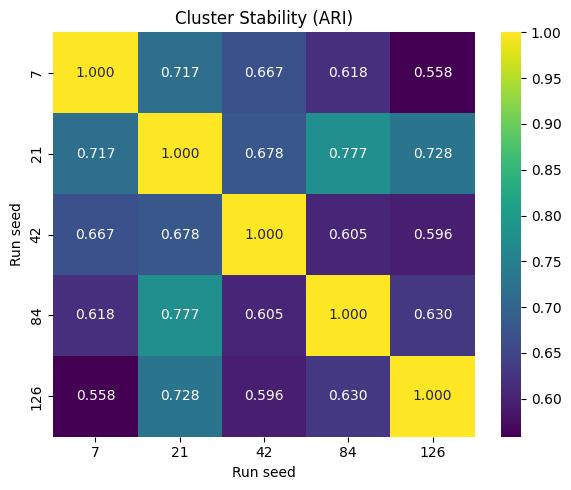 Cluster Stability (ARI)
Run seed
7 1.000 0.717 0.667 0.618 0.558
21 0.717 1.000 0.678 0.777 0.728
42 0.667 0.678 1.000 0.605 0.596
84 0.618 0.777 0.605 1.000 0.630
126 0.558 0.728 0.596 0.630 1.000
7 21 42 84 126
Run seed
1.00
0.95
0.90
0.85
0.80
0.75
0.70
0.65
0.60